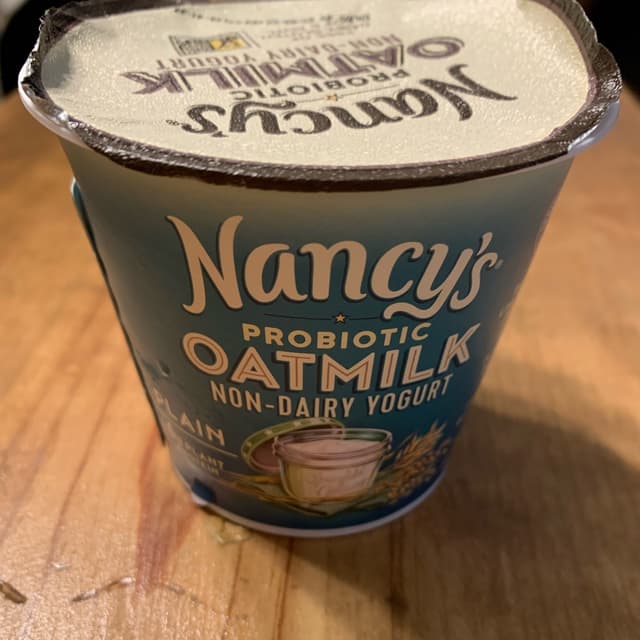 Nancy's
PROBIOTIC
OATMILK
NON-DAIRY YOGURT
Nancy's
PROBIOTIC
OATMILK
NON-DAIRY YOGURT
PLAIN